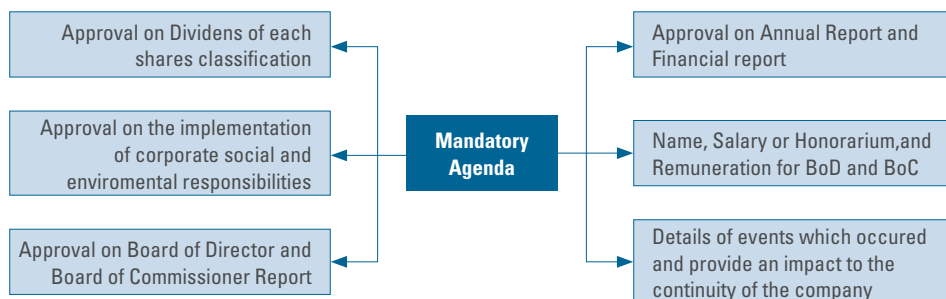 Approval on Dividens of each
shares classification
Approval on the implementation
of corporate social and
enviromental responsibilities
Approval on Board of Director and
Board of Commissioner Report
Mandatory
Agenda
Approval on Annual Report and
Financial report
Name, Salary or Honorarium,and
Remuneration for BoD and BoC
Details of events which occured
and provide an impact to the
continuity of the company